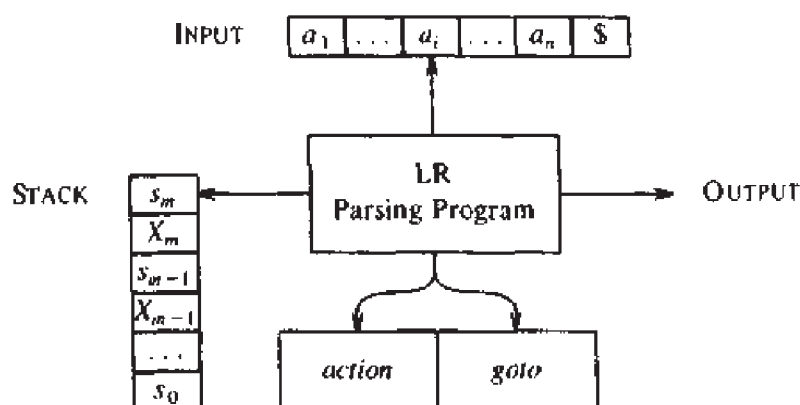 INPUT a₁ ... aᵢ ... aₙ $
LR
Parsing Program
STACK
OUTPUT
sₘ
Xₘ
sₘ₋₁
Xₘ₋₁
...
s₀
action goto